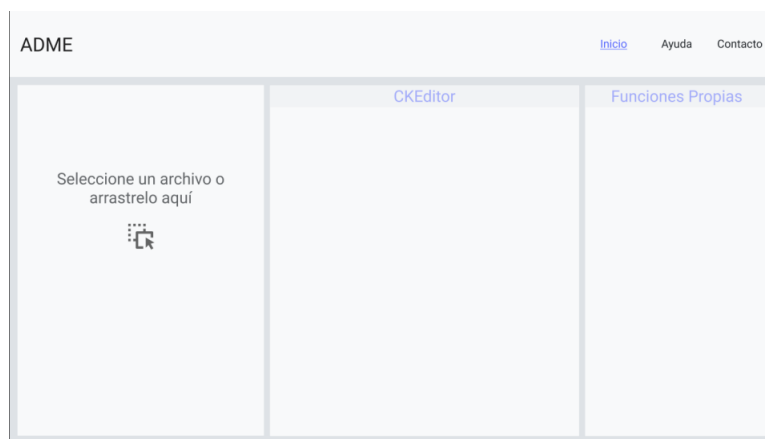 ADME
Inicio Ayuda Contacto
Seleccione un archivo o
arrastrelo aquí
CKEditor
Funciones Propias